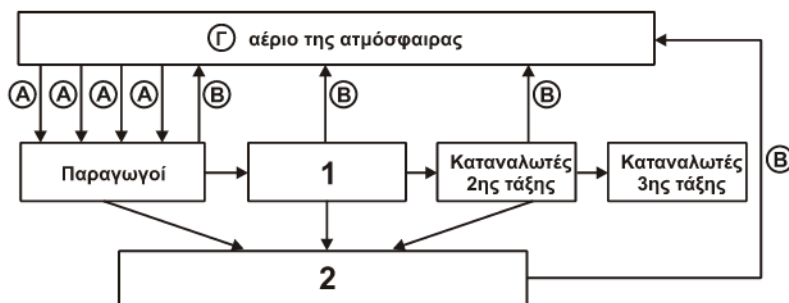 Γ αέριο της ατμόσφαιρας
Α Α Α Α Β Β Β Β
Παραγωγοί
1
Καταναλωτές
2ης τάξης
Καταναλωτές
3ης τάξης
2